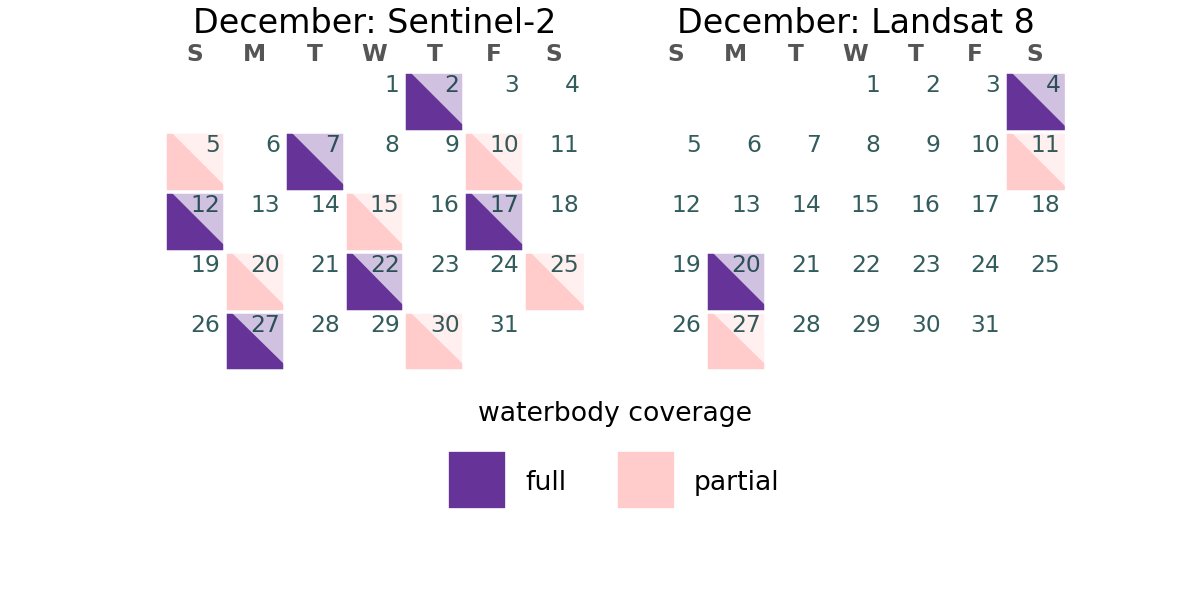 December: Sentinel-2
S M T W T F S
1 2 3 4
5 6 7 8 9 10 11
12 13 14 15 16 17 18
19 20 21 22 23 24 25
26 27 28 29 30 31
December: Landsat 8
S M T W T F S
1 2 3 4
5 6 7 8 9 10 11
12 13 14 15 16 17 18
19 20 21 22 23 24 25
26 27 28 29 30 31
waterbody coverage
full partial